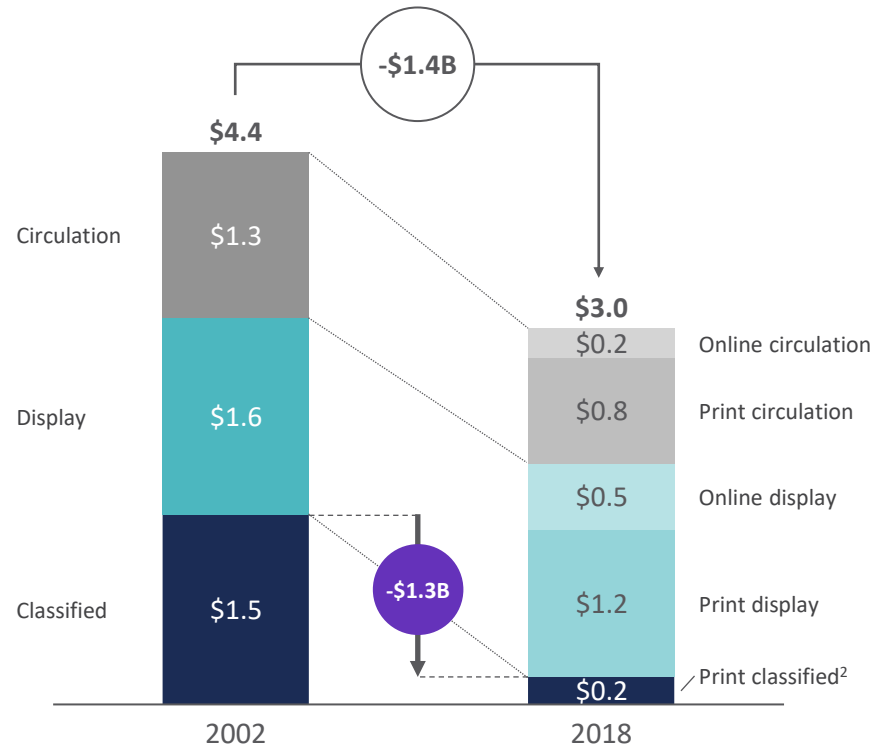 -$1.4B
$4.4
Circulation
$1.3
Display
$1.6
Classified
$1.5
-$1.3B
$3.0
$0.2
Online circulation
$0.8
Print circulation
$0.5
Online display
$1.2
Print display
$0.2
Print classified²
2002
2018